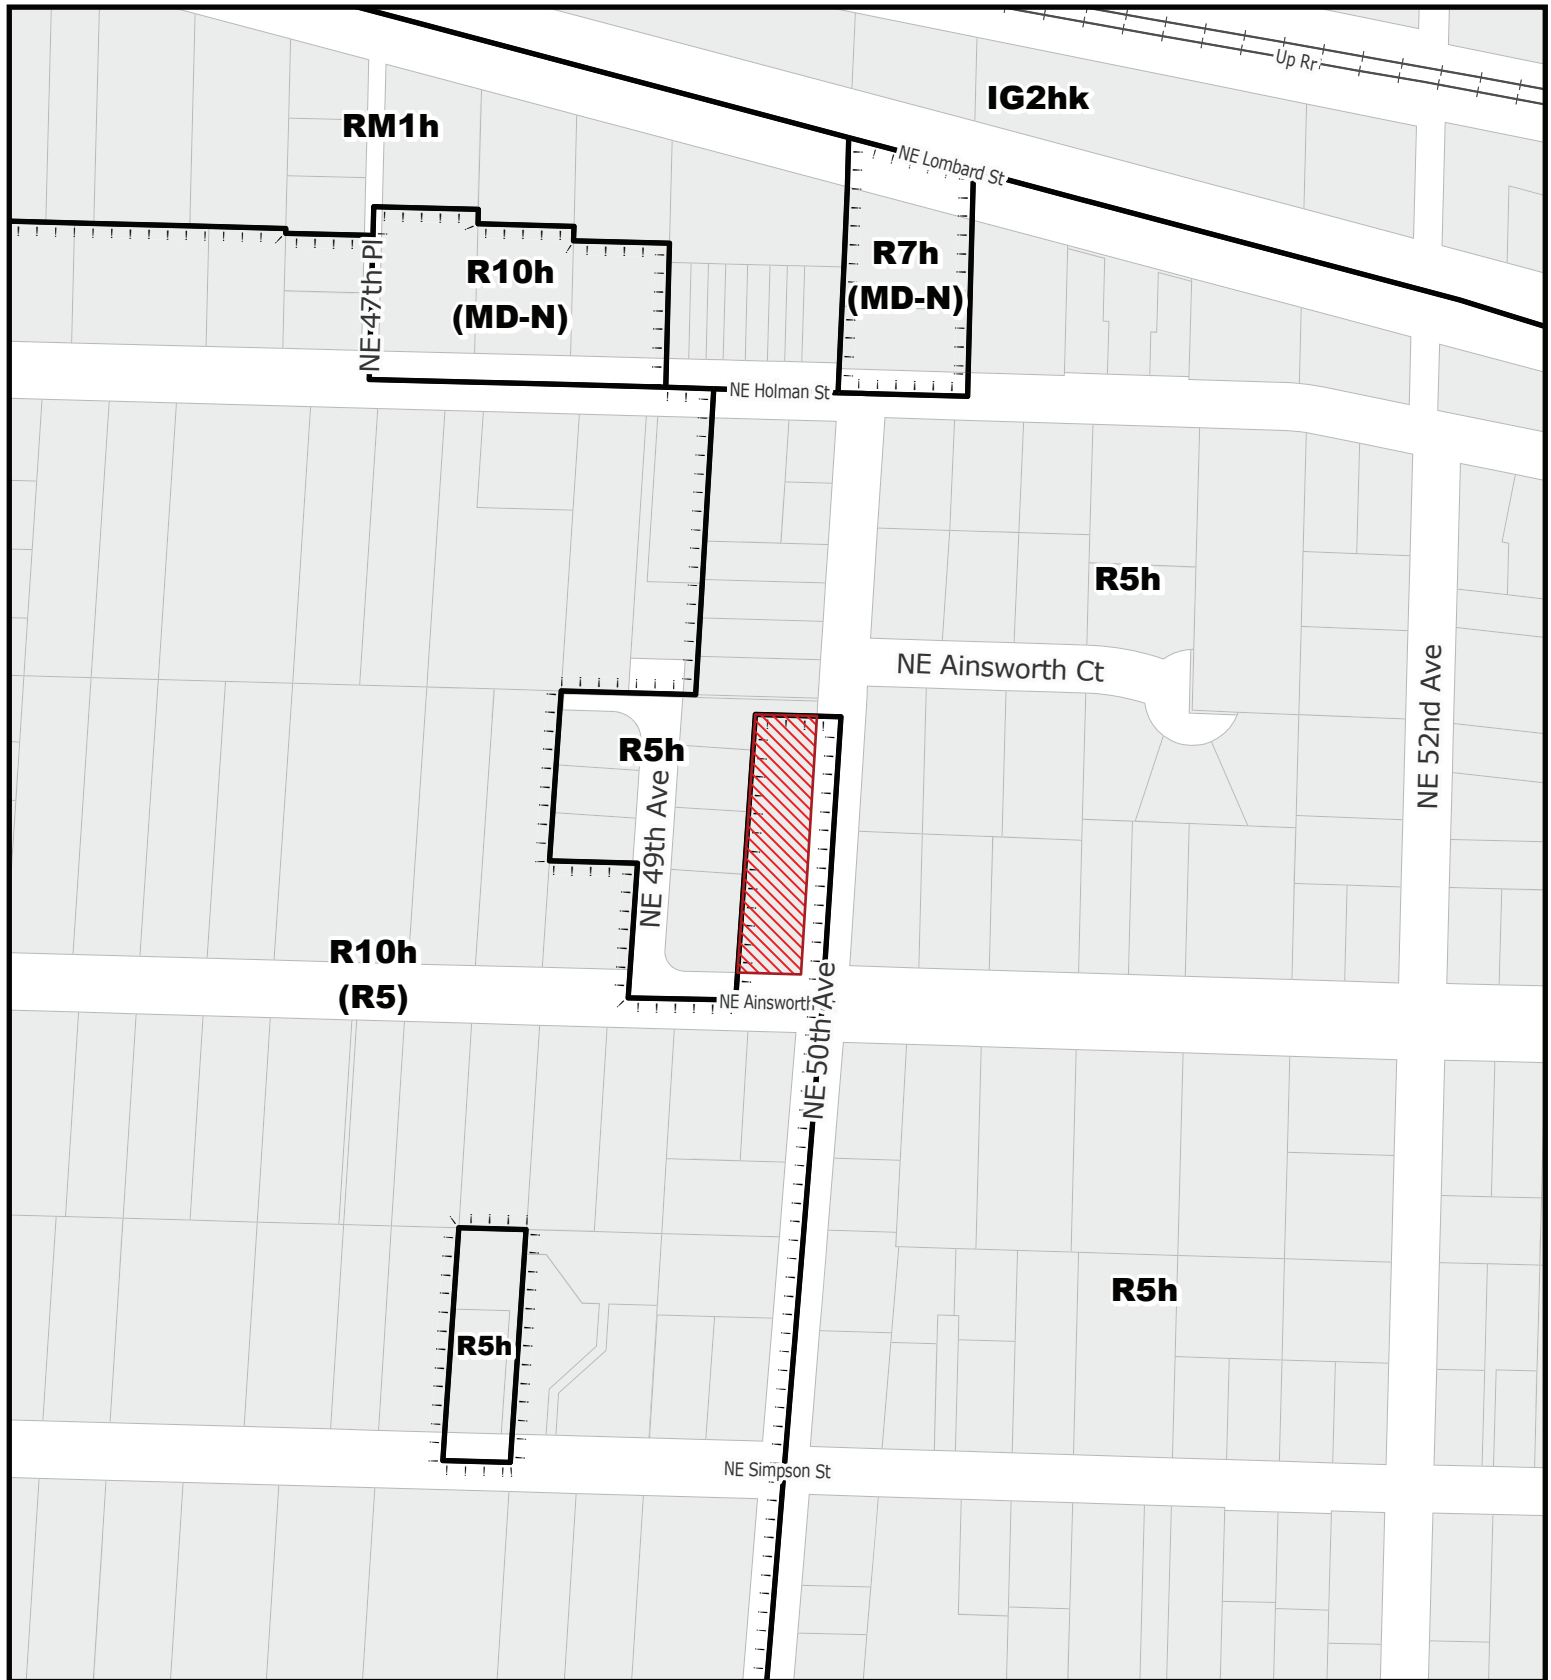 Up Rr
IG2hk
RM1h
NE Lombard St
R7h
(MD-N)
R10h
(MD-N)
NE 47th Pl
NE Holman St
R5h
NE Ainsworth Ct
NE 52nd Ave
R5h
NE 49th Ave
R10h
(R5)
NE Ainsworth
NE 50th Ave
R5h
R5h
NE Simpson St